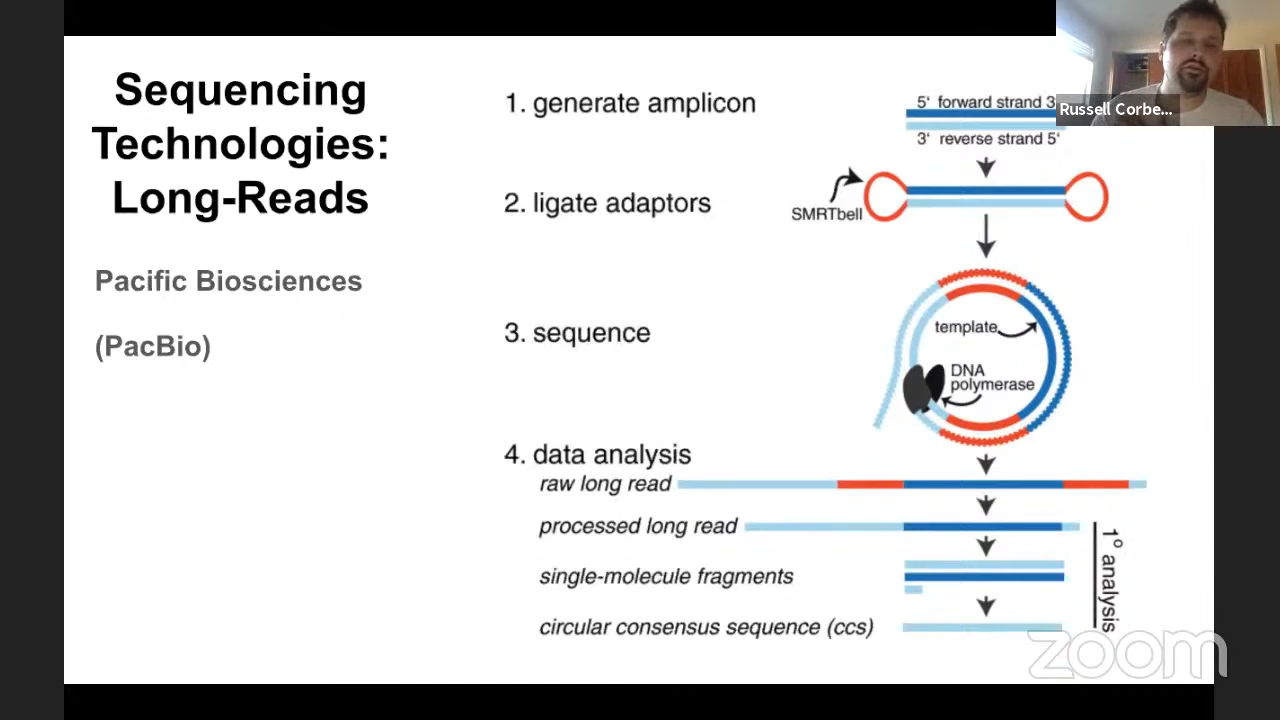 Sequencing
Technologies:
Long-Reads
Pacific Biosciences
(PacBio)
1. generate amplicon
5' forward strand 3
3' reverse strand 5'
2. ligate adaptors
SMRTbell
3. sequence
template
DNA
polymerase
4. data analysis
raw long read
processed long read
single-molecule fragments
circular consensus sequence (ccs)
1° analysis
Russell Corbe...
zoom